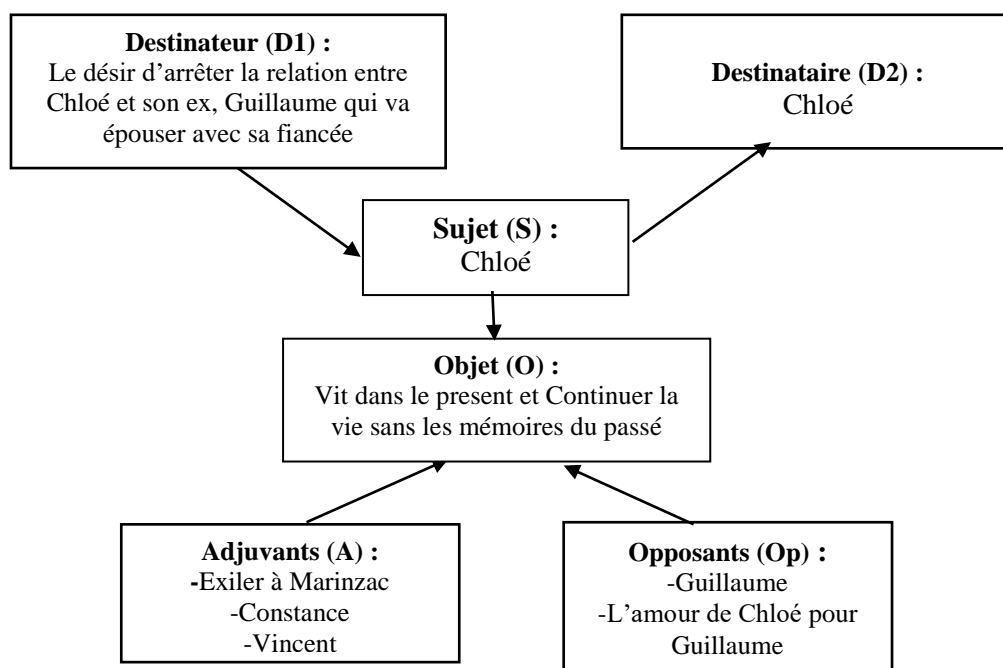 Destinateur (D1) :
Le désir d’arrêter la relation entre
Chloé et son ex, Guillaume qui va
épouser avec sa fiancée
Destinataire (D2) :
Chloé
Sujet (S) :
Chloé
Objet (O) :
Vit dans le present et Continuer la
vie sans les mémoires du passé
Adjuvants (A) :
-Exiler à Marinzac
-Constance
-Vincent
Opposants (Op) :
-Guillaume
-L’amour de Chloé pour
Guillaume